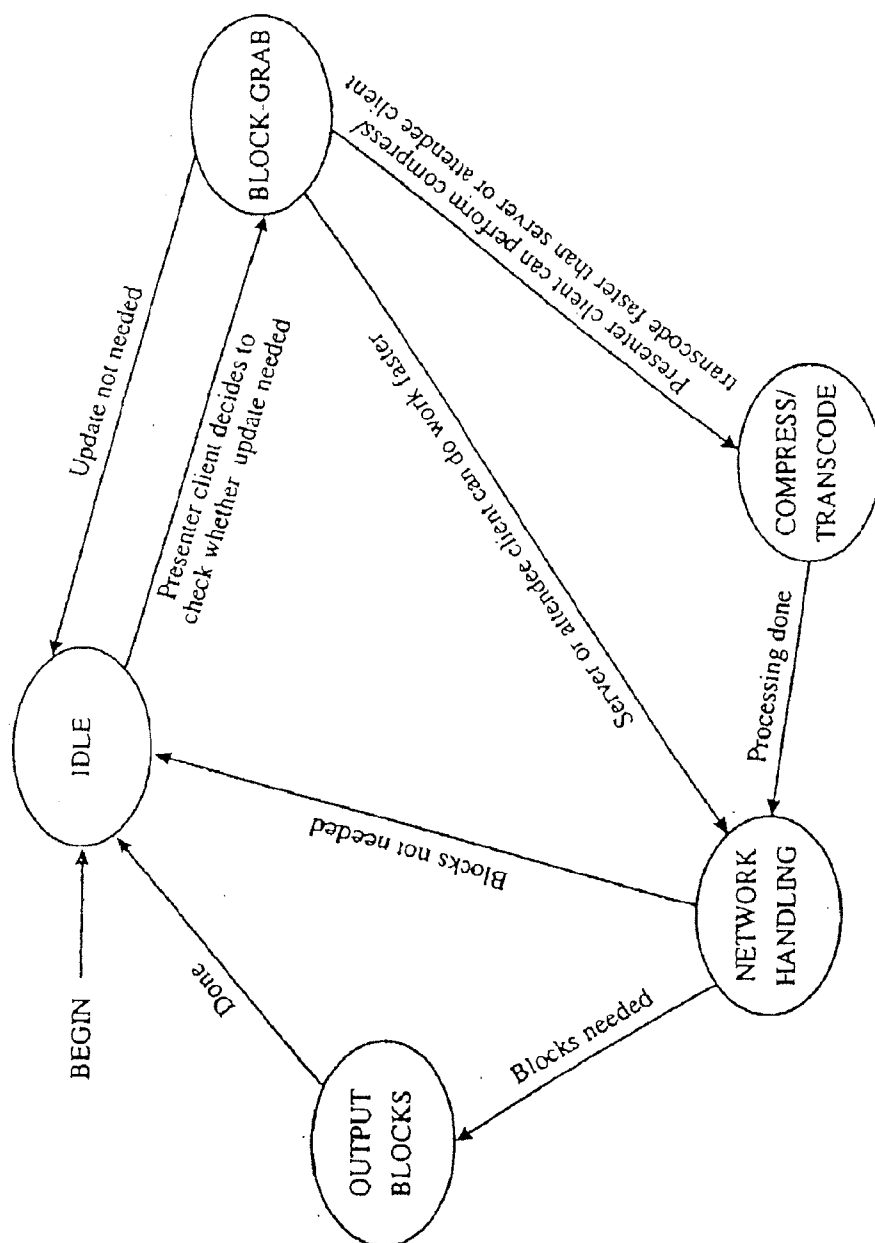 BEGIN
IDLE
Update not needed
Presenter client decides to
check whether update needed
BLOCK-GRAB
Presenter client can perform compress/
transcode faster than server or attendee client
Server or attendee client can do work faster
COMPRESS/
TRANSCODE
Processing done
NETWORK
HANDLING
Blocks not needed
Blocks needed
OUTPUT
BLOCKS
Done